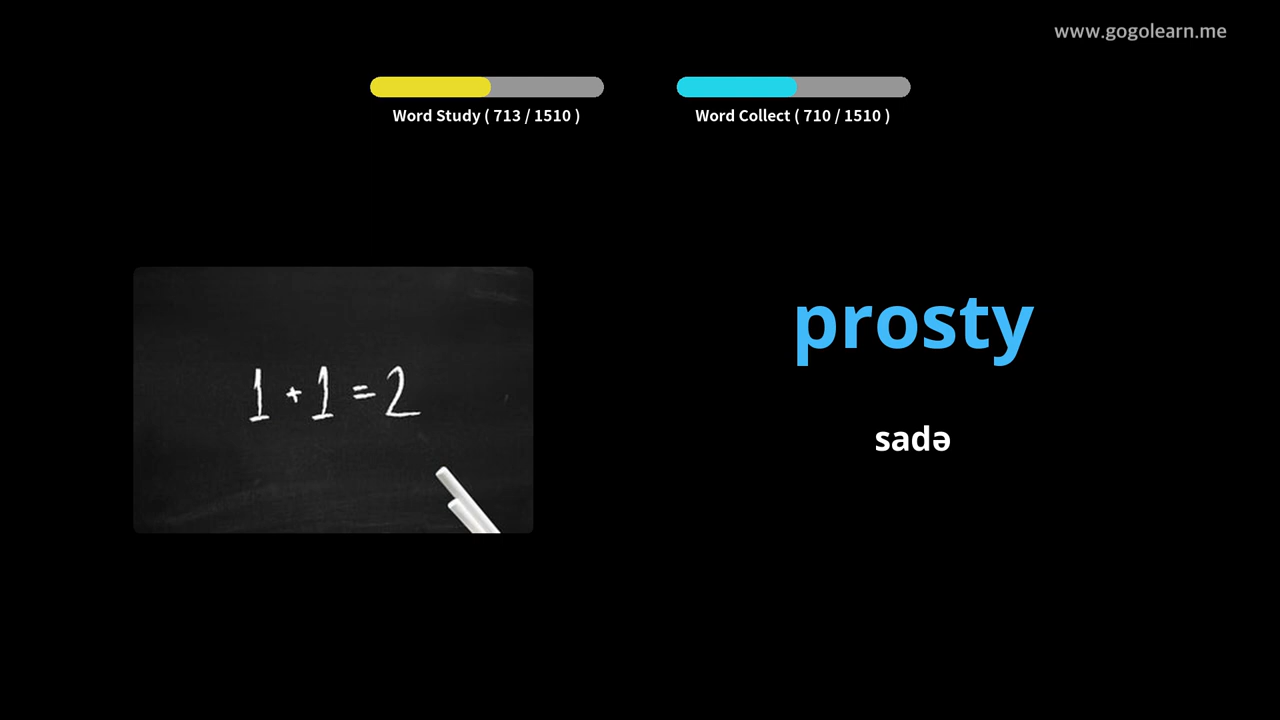 www.gogolearn.me
Word Study ( 713 / 1510 )
Word Collect ( 710 / 1510 )
1 + 1 = 2
prosty
sadə